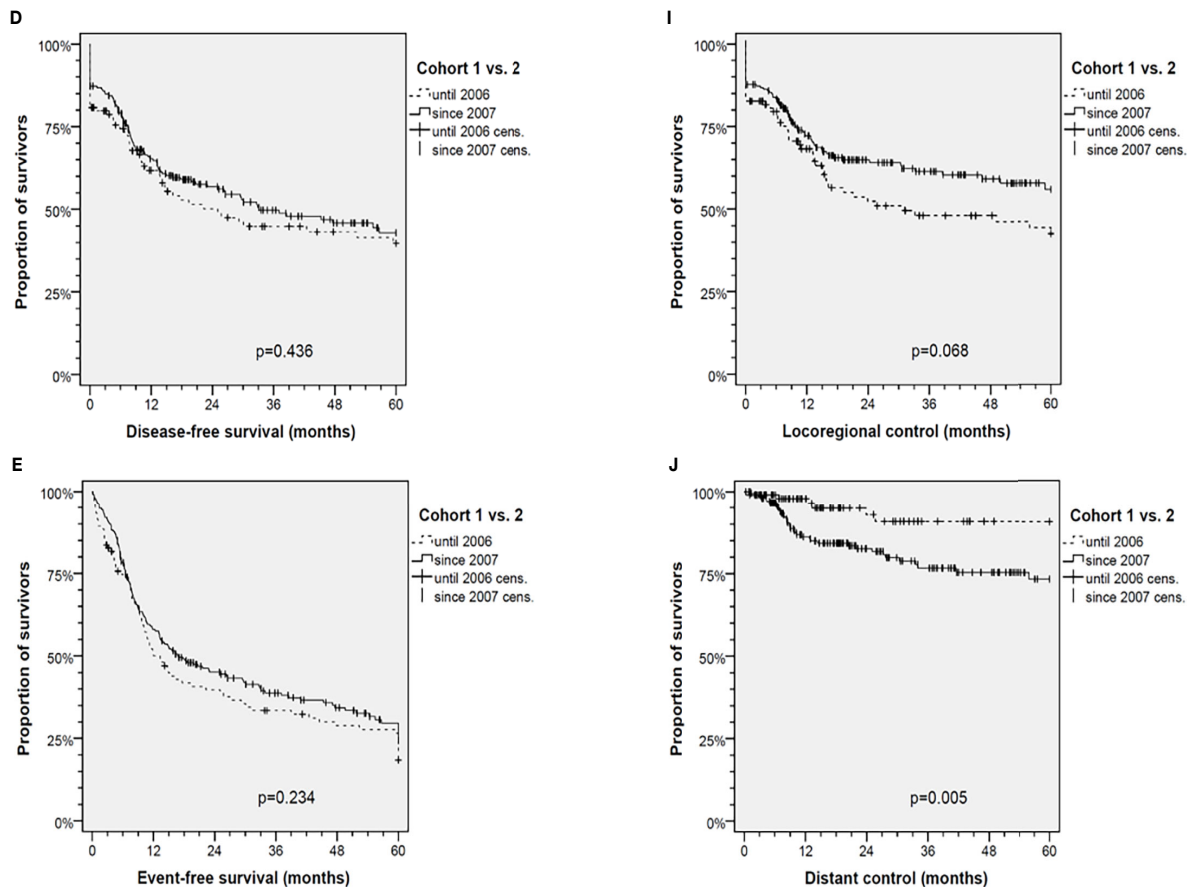 D
100%
75%
50%
25%
0%
Proportion of survivors
0 12 24 36 48 60
Disease-free survival (months)
p=0.436
Cohort 1 vs. 2
until 2006
since 2007
until 2006 cens.
since 2007 cens.
I
100%
75%
50%
25%
0%
Proportion of survivors
0 12 24 36 48 60
Locoregional control (months)
p=0.068
Cohort 1 vs. 2
until 2006
since 2007
until 2006 cens.
since 2007 cens.
E
100%
75%
50%
25%
0%
Proportion of survivors
0 12 24 36 48 60
Event-free survival (months)
p=0.234
Cohort 1 vs. 2
until 2006
since 2007
until 2006 cens.
since 2007 cens.
J
100%
75%
50%
25%
0%
Proportion of survivors
0 12 24 36 48 60
Distant control (months)
p=0.005
Cohort 1 vs. 2
until 2006
since 2007
until 2006 cens.
since 2007 cens.